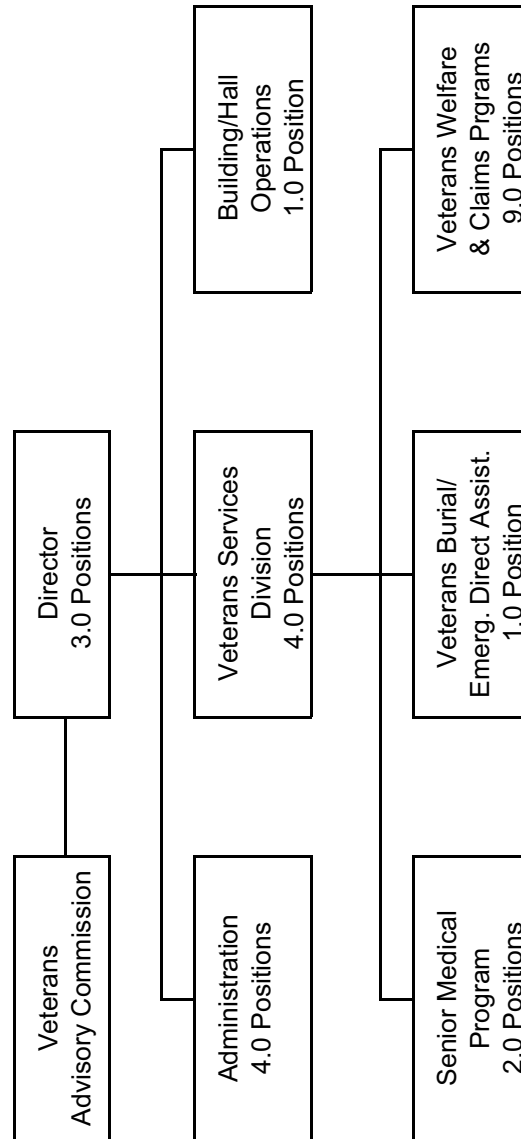 Veterans
Advisory Commission
Director
3.0 Positions
Administration
4.0 Positions
Veterans Services
Division
4.0 Positions
Building/Hall
Operations
1.0 Position
Senior Medical
Program
2.0 Positions
Veterans Burial/
Emerg. Direct Assist.
1.0 Position
Veterans Welfare
& Claims Prgrams
9.0 Positions